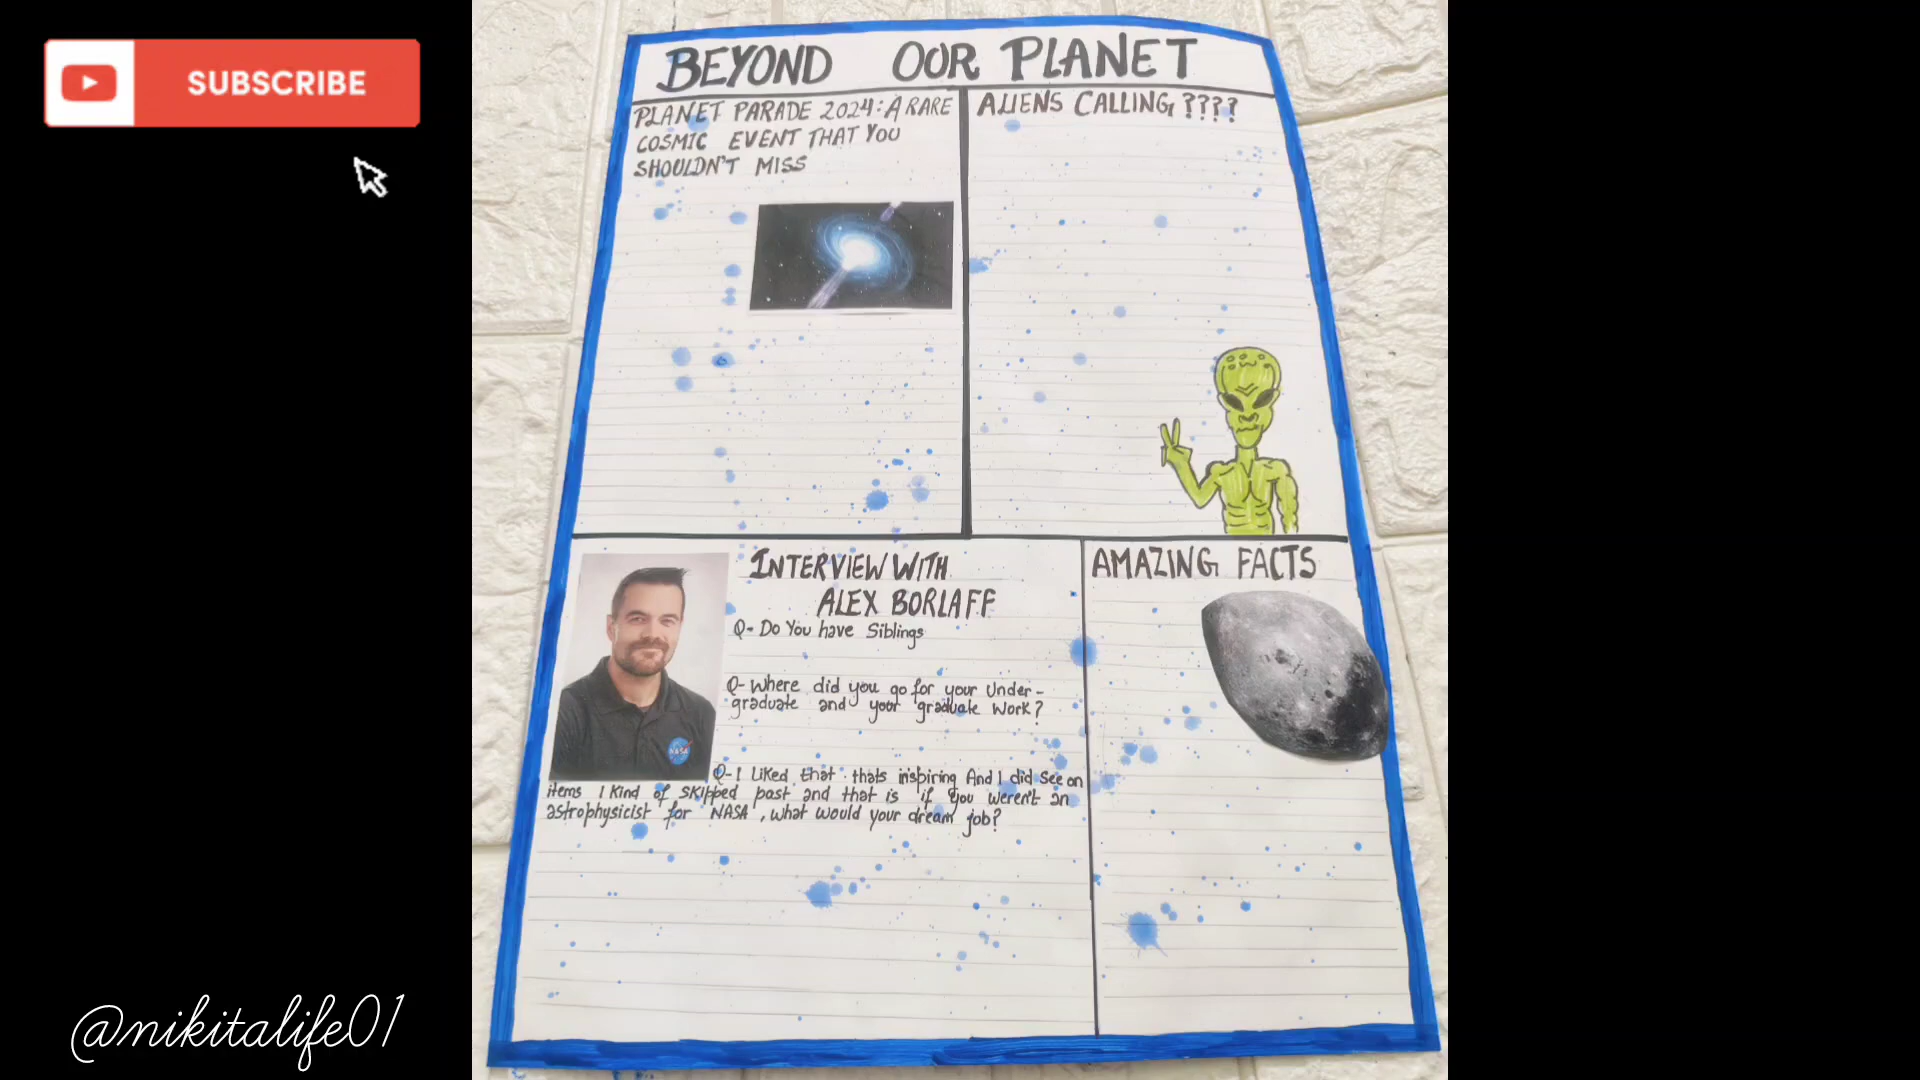 SUBSCRIBE
BEYOND OUR PLANET
PLANET PARADE 2024: A RARE
COSMIC EVENT THAT YOU
SHOULDN'T MISS
ALIENS CALLING ????
INTERVIEW WITH
ALEX BORLAFF
Q- Do You have Siblings
Q- Where did you go for your Under-
graduate and your graduate Work?
NASA
Q- I Liked that thats inspiring And I did See on
items I Kind of SKipped past and that is if you weren't an
astrophysicist for NASA, what would your dream job?
AMAZING FACTS
@nikitalife01